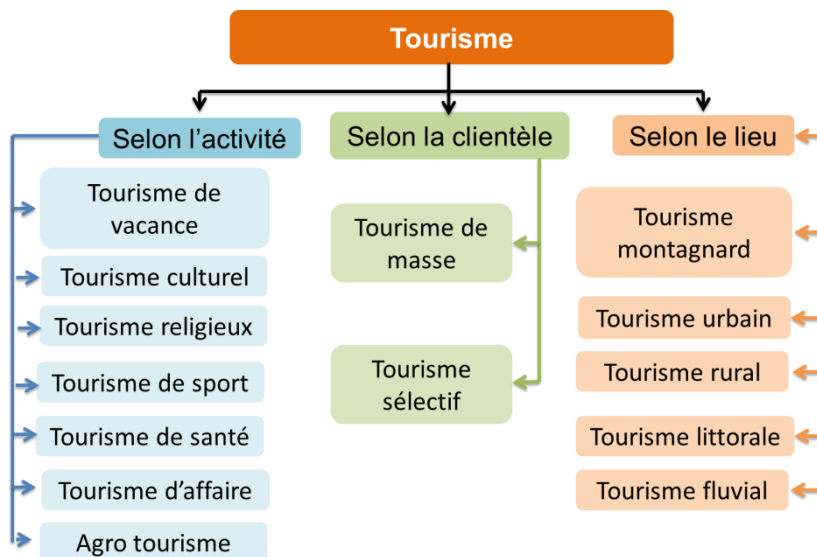 Tourisme
Selon l'activité
Tourisme de
vacance
Tourisme culturel
Tourisme religieux
Tourisme de sport
Tourisme de santé
Tourisme d'affaire
Agro tourisme
Selon la clientèle
Tourisme de
masse
Tourisme
sélectif
Selon le lieu
Tourisme
montagnard
Tourisme urbain
Tourisme rural
Tourisme littorale
Tourisme fluvial